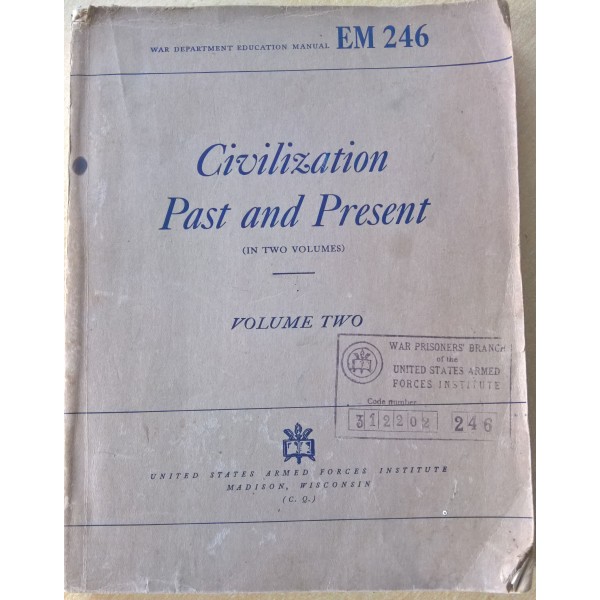 WAR DEPARTMENT EDUCATION MANUAL EM 246
Civilization
Past and Present
(IN TWO VOLUMES)
VOLUME TWO
WAR PRISONERS' BRANCH
of the
UNITED STATES ARMED
FORCES INSTITUTE
Code number
312202 246
UNITED STATES ARMED FORCES INSTITUTE
MADISON, WISCONSIN
(C. Q.)